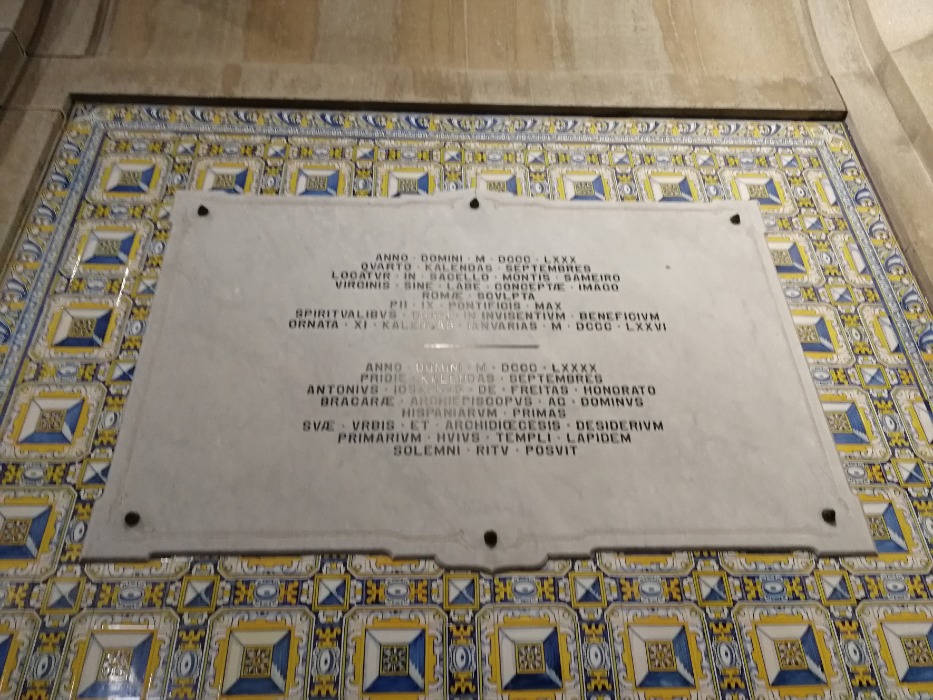 ANNO · DOMINI · M · DCCC · LXXX
QVARTO · KALENDAS · SEPTEMBRES
LOCATVR · IN · SACELLO · MONTIS · SAMEIRO
VIRGINIS · SINE · LABE · CONCEPTÆ · IMAGO
ROMÆ · SCVLPTA
PII · IX · PONTIFICIS · MAX
SPIRITVALIBVS · IN · INVISENTIVM · BENEFICIVM
ORNATA · XI · KALENDAS · IANVARIAS · M · DCCC · LXXVI
ANNO · DOMINI · M · DCCC · LXXXX
PRIDIE · KALENDAS · SEPTEMBRES
ANTONIVS · IOSEPHVS · DE · FREITAS · HONORATO
BRACARÆ · ARCHIEPISCOPVS · AC · DOMINVS
HISPANIARVM · PRIMAS
SVÆ · VRBIS · ET · ARCHIDIŒCESIS · DESIDERIVM
PRIMARIVM · HVIVS · TEMPLI · LAPIDEM
SOLEMNI · RITV · POSVIT